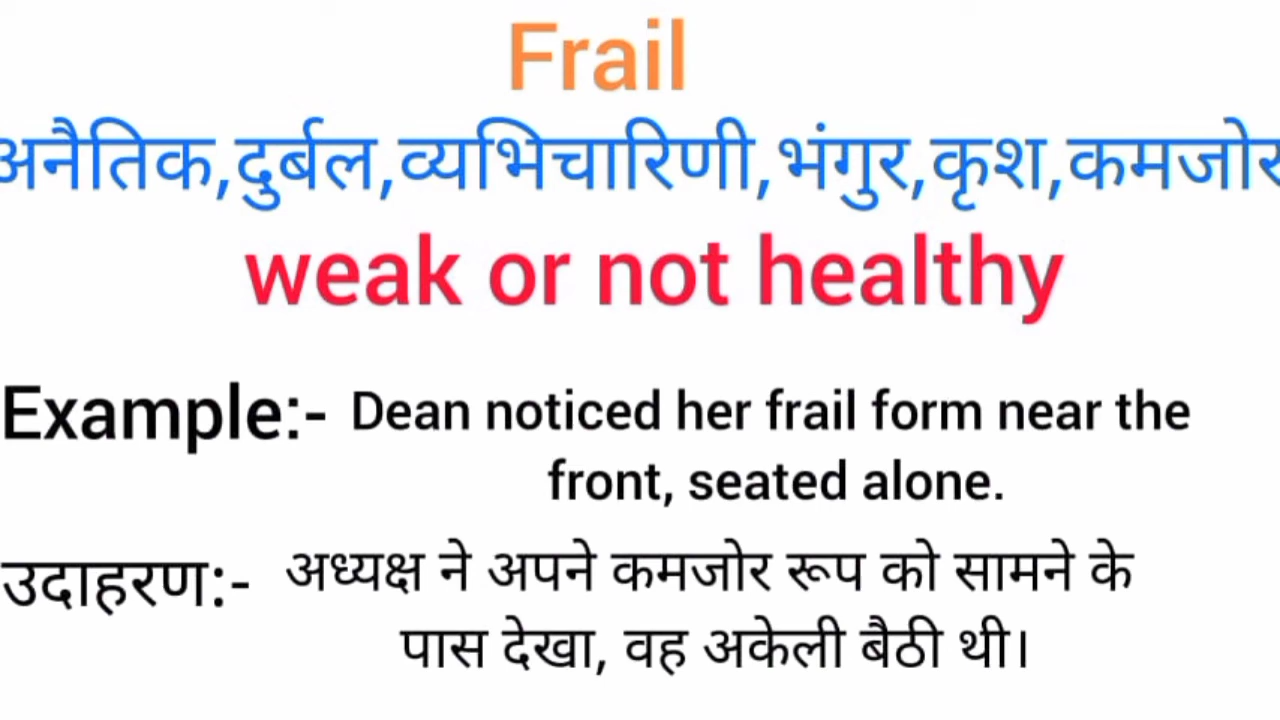 Frail
अनैतिक,दुर्बल,व्यभिचारिणी,भंगुर,कृश,कमजोर
weak or not healthy
Example:- Dean noticed her frail form near the
front, seated alone.
उदाहरण:- अध्यक्ष ने अपने कमजोर रूप को सामने के
पास देखा, वह अकेली बैठी थी।